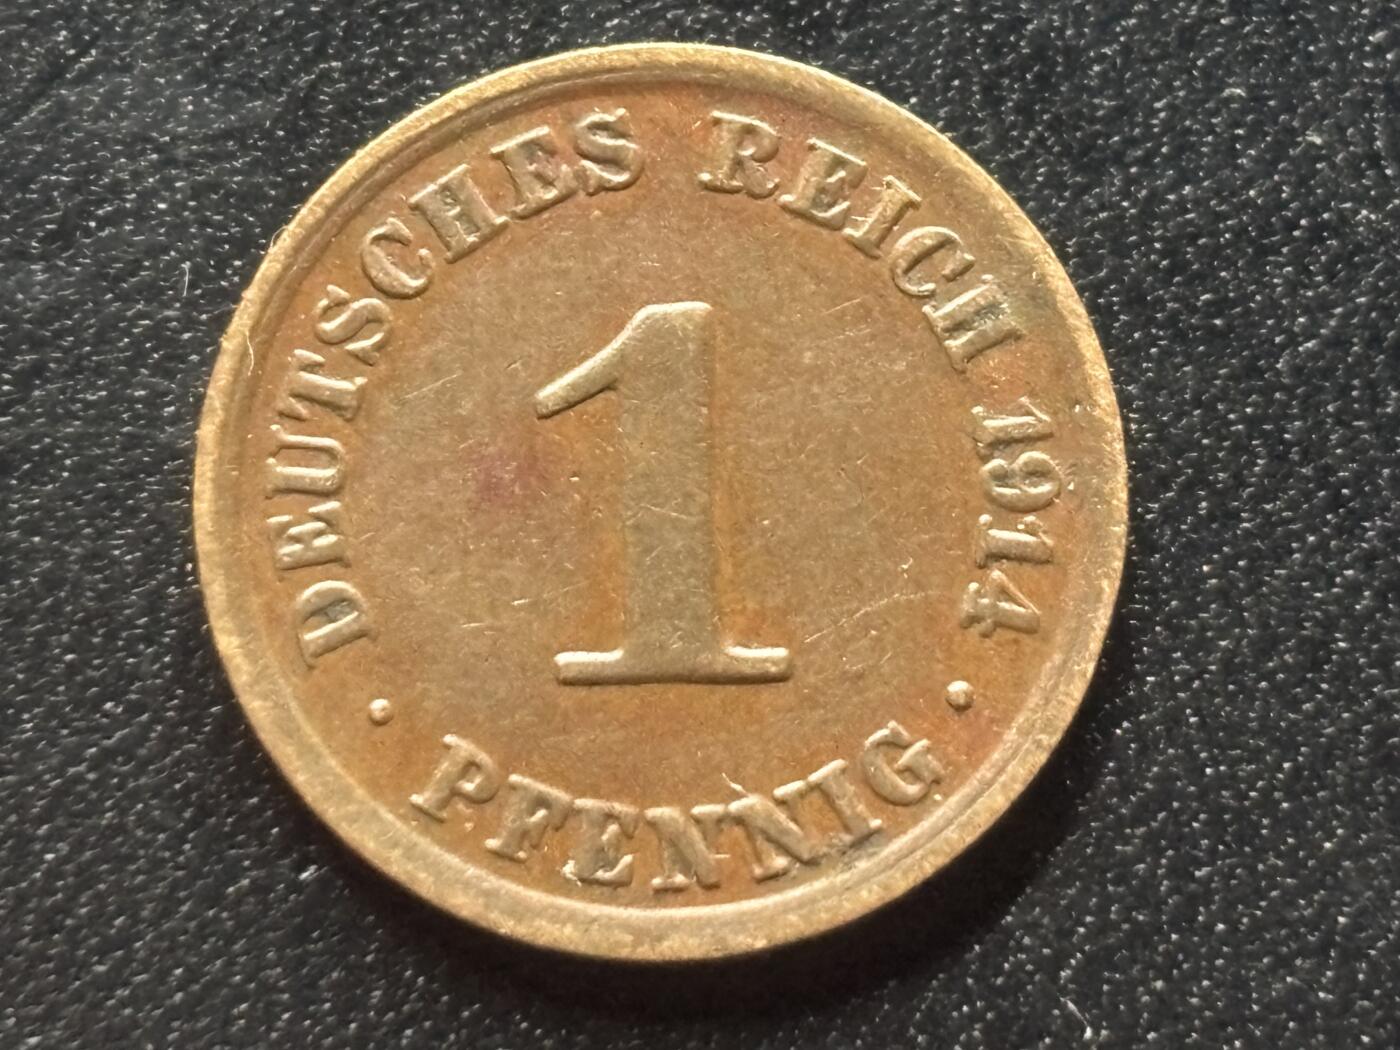 DEUTSCHES REICH 1914
1
· PFENNIG ·